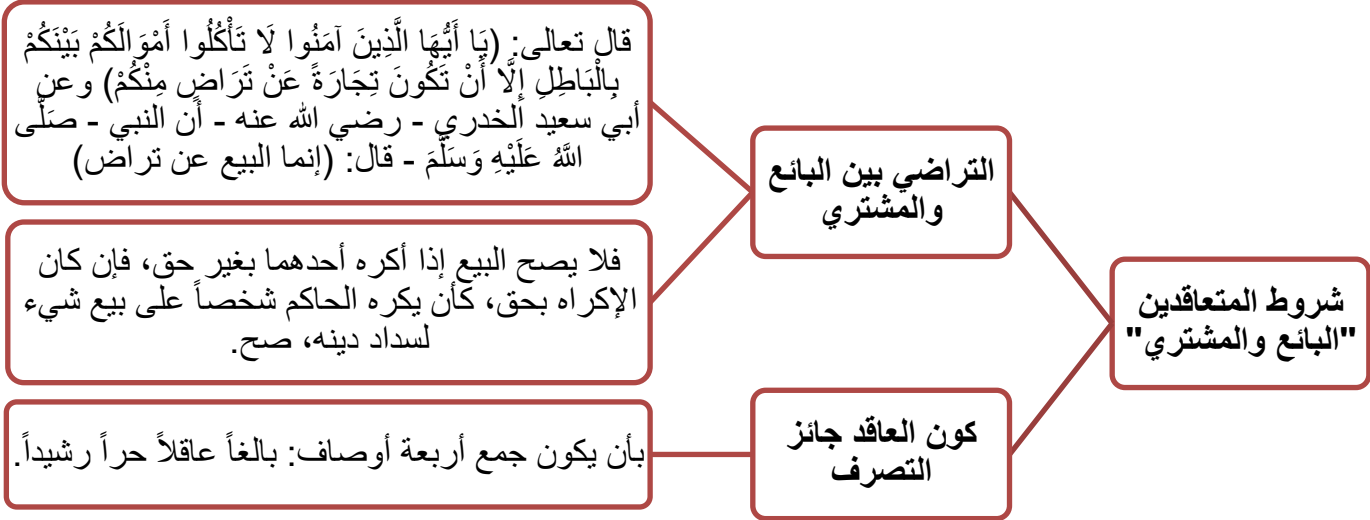 شروط المتعاقدين
"البائع والمشتري"
التراضي بين البائع
والمشتري
قال تعالى: (يَا أَيُّهَا الَّذِينَ آمَنُوا لَا تَأْكُلُوا أَمْوَالَكُمْ بَيْنَكُمْ
بِالْبَاطِلِ إِلَّا أَنْ تَكُونَ تِجَارَةً عَنْ تَرَاضٍ مِنْكُمْ) وعن
أبي سعيد الخدري - رضي الله عنه - أن النبي - صَلَّى
اللَّهُ عَلَيْهِ وَسَلَّمَ - قال: (إنما البيع عن تراض)
فلا يصح البيع إذا أكره أحدهما بغير حق، فإن كان
الإكراه بحق، كأن يكره الحاكم شخصاً على بيع شيء
لسداد دينه، صح.
كون العاقد جائز
التصرف
بأن يكون جمع أربعة أوصاف: بالغاً عاقلاً حراً رشيداً.